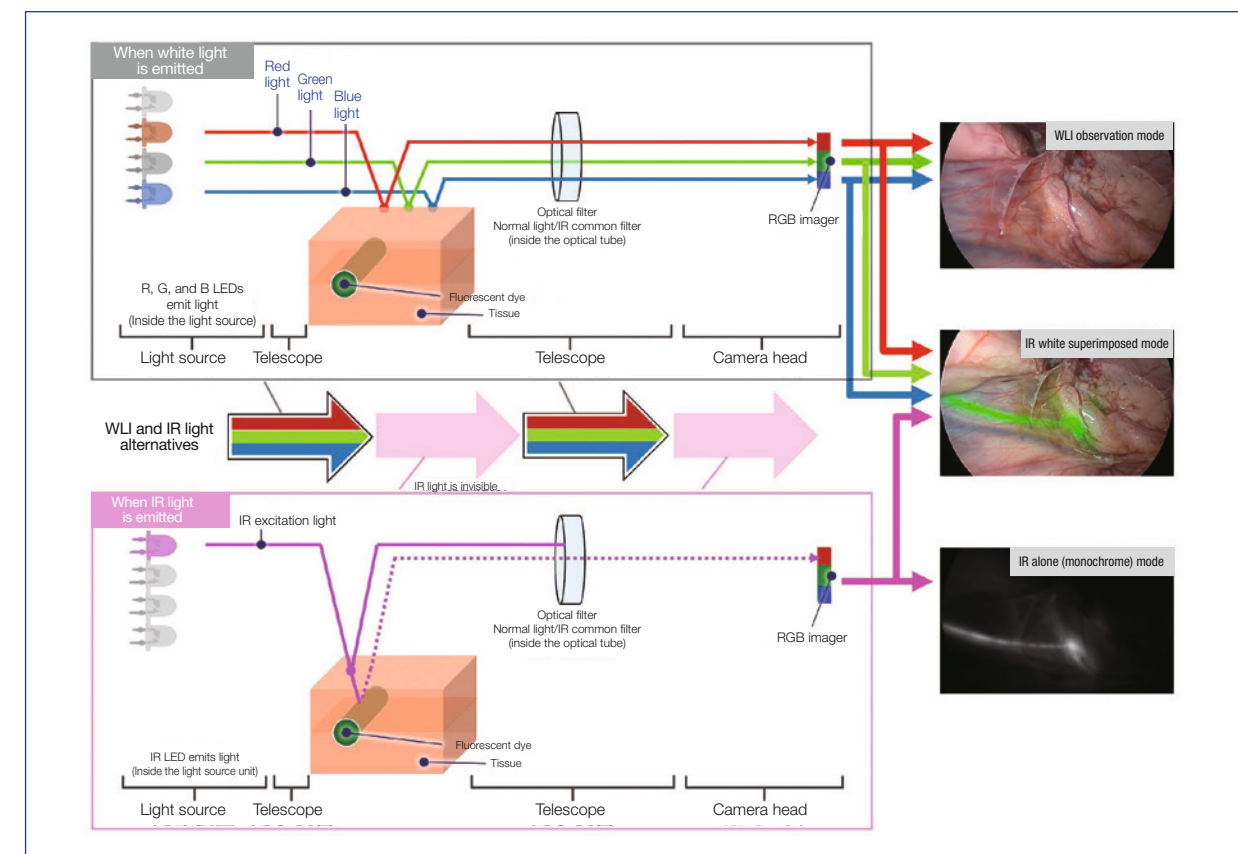 When white light
is emitted
Red
light
Green
light
Blue
light
WLI observation mode
Optical filter
Normal light/IR common filter
(inside the optical tube)
RGB imager
R, G, and B LEDs
emit light
(Inside the light source)
Fluorescent dye
Tissue
Light source
Telescope
Telescope
Camera head
IR white superimposed mode
WLI and IR light
alternatives
IR light is invisible
When IR light
is emitted
IR excitation light
IR alone (monochrome) mode
Optical filter
Normal light/IR common filter
(inside the optical tube)
RGB imager
IR LED emits light
(Inside the light source unit)
Fluorescent dye
Tissue
Light source
Telescope
Telescope
Camera head